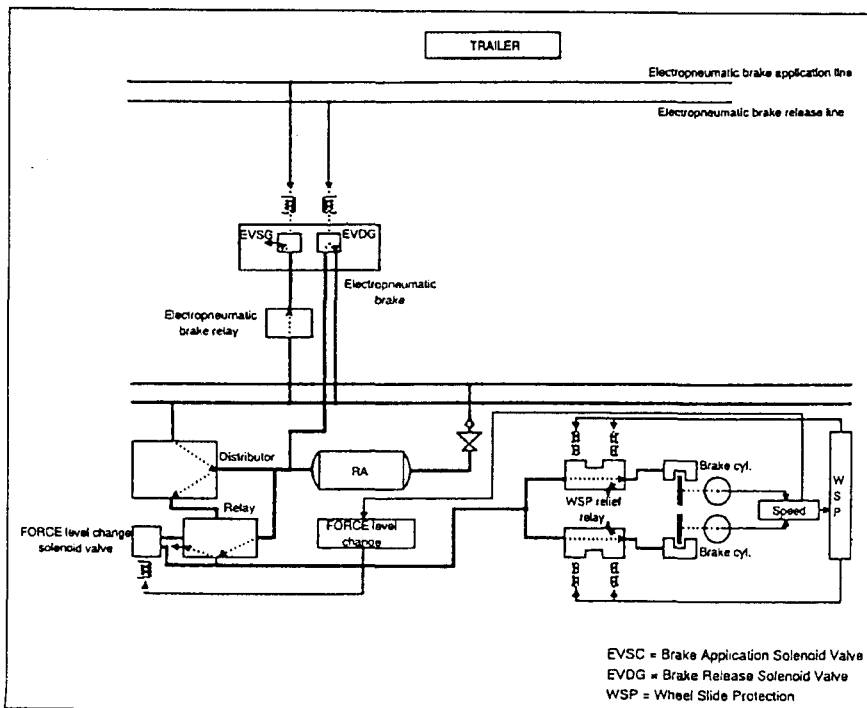 TRAILER
Electropneumatic brake application line
Electropneumatic brake release line
EVSG
EVDG
Electropneumatic
brake
Electropneumatic
brake relay
Distributor
RA
Relay
FORCE level change
solenoid valve
FORCE level
change
WSP relief
relay
Brake cyl.
Brake cyl.
Speed
W
S
P
EVSC = Brake Application Solenoid Valve
EVDG = Brake Release Solenoid Valve
WSP = Wheel Slide Protection